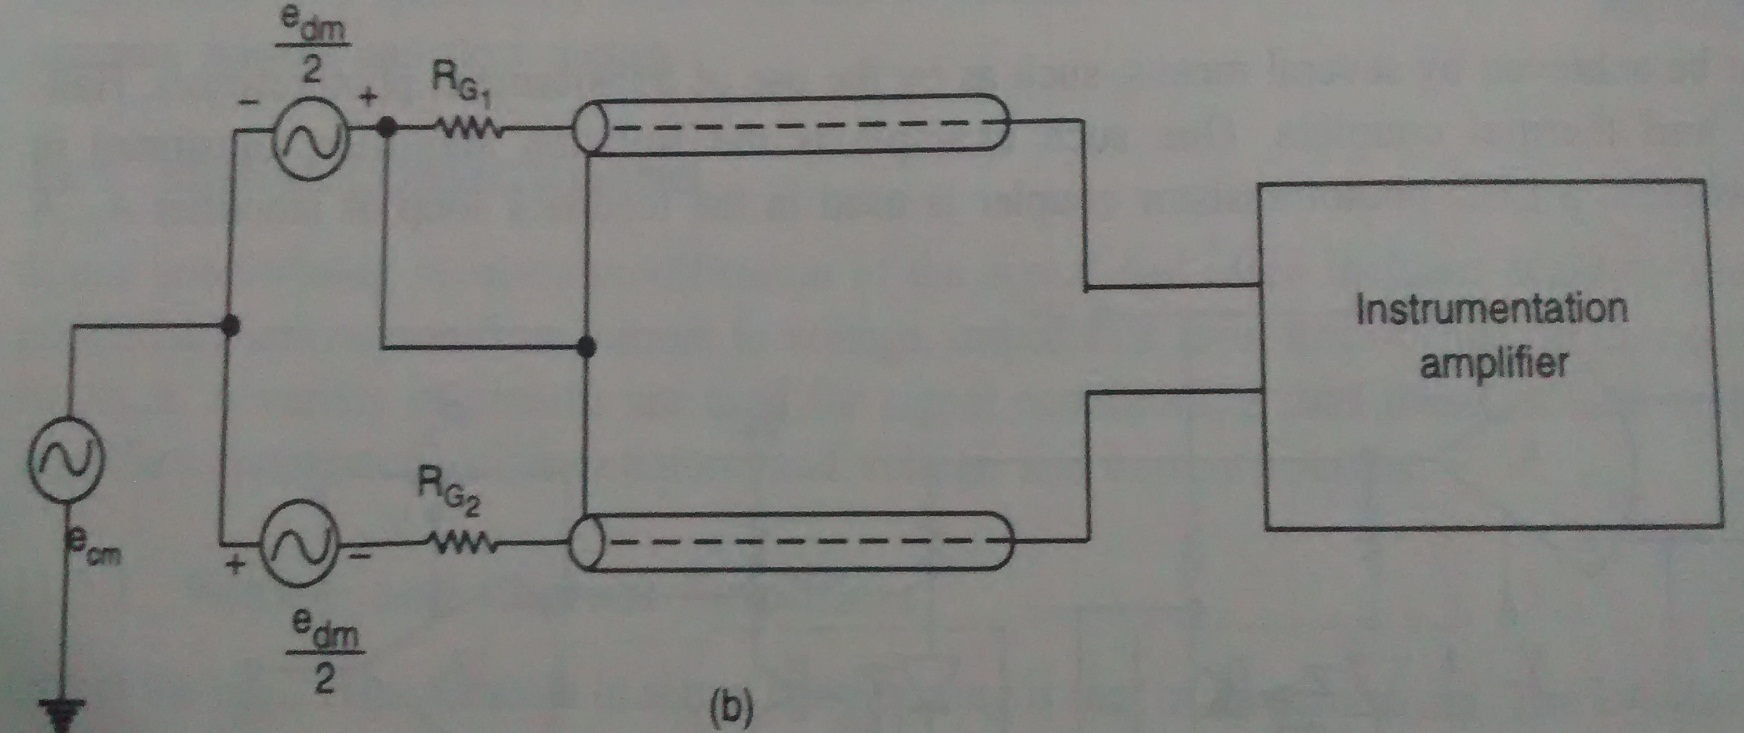 e_dm
2
- +
R_G1
Instrumentation
amplifier
R_G2
e_cm
+ -
e_dm
2
(b)